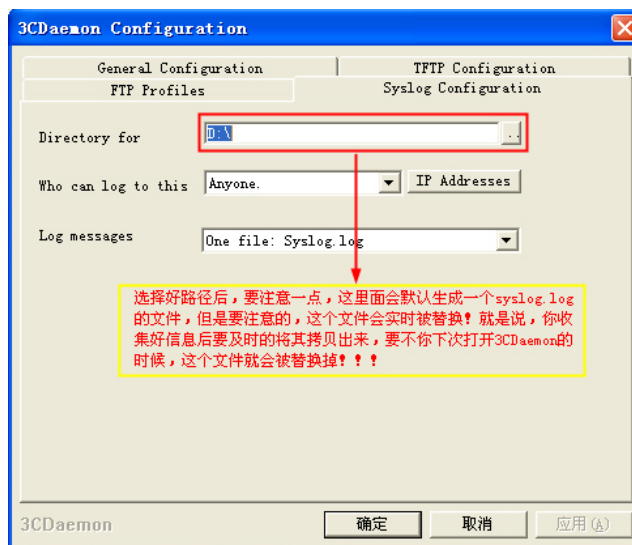 3CDaemon Configuration
General Configuration
TFTP Configuration
FTP Profiles
Syslog Configuration
Directory for
D:\
..
Who can log to this
Anyone.
IP Addresses
Log messages
One file: Syslog.log
选择好路径后，要注意一点，这里面会默认生成一个syslog.log
的文件，但是要注意的，这个文件会实时被替换！就是说，你收
集好信息后要及时的将其拷贝出来，要不你下次打开3CDaemon的
时候，这个文件就会被替换掉！！！
3CDaemon
确定
取消
应用(A)